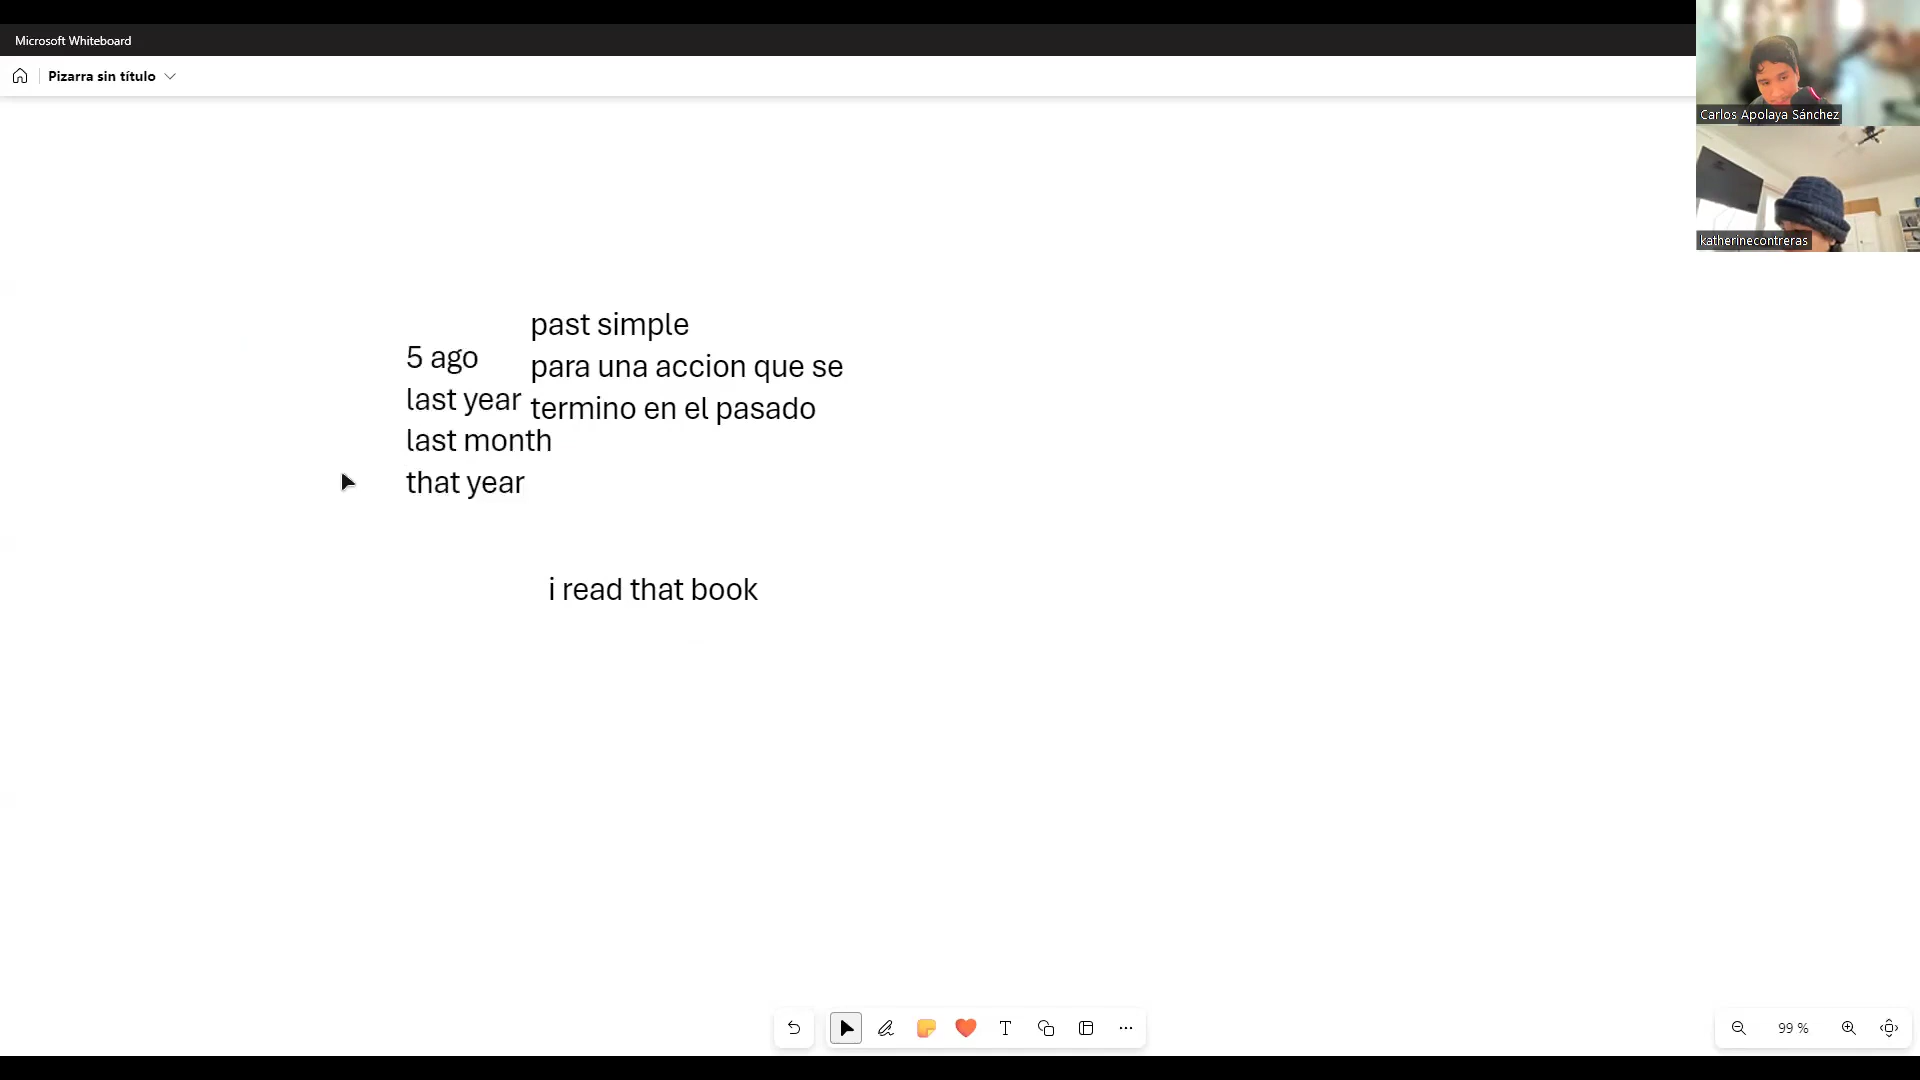 Microsoft Whiteboard
Pizarra sin título
Carlos Apolaya Sánchez
katherinecontreras
past simple
para una accion que se
termino en el pasado
5 ago
last year
last month
that year
i read that book
99 %